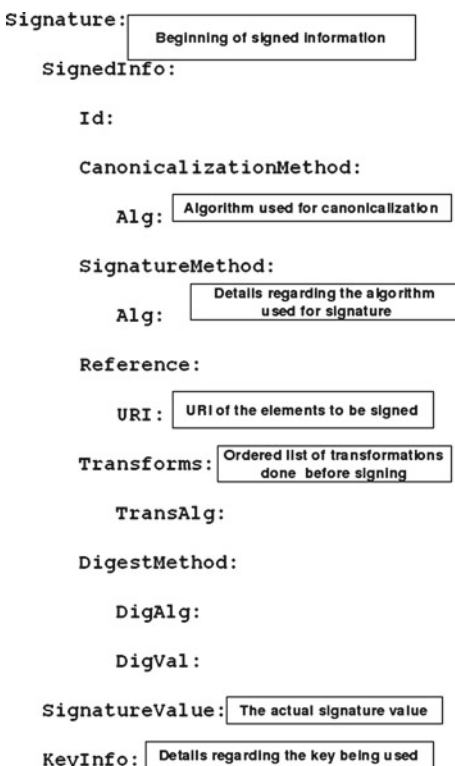 Signature:
Beginning of signed information
SignedInfo:
Id:
CanonicalizationMethod:
Alg: Algorithm used for canonicalization
SignatureMethod:
Details regarding the algorithm
Alg: used for signature
Reference:
URI: URI of the elements to be signed
Transforms: Ordered list of transformations
done before signing
TransAlg:
DigestMethod:
DigAlg:
DigVal:
SignatureValue: The actual signature value
KeyInfo: Details regarding the key being used